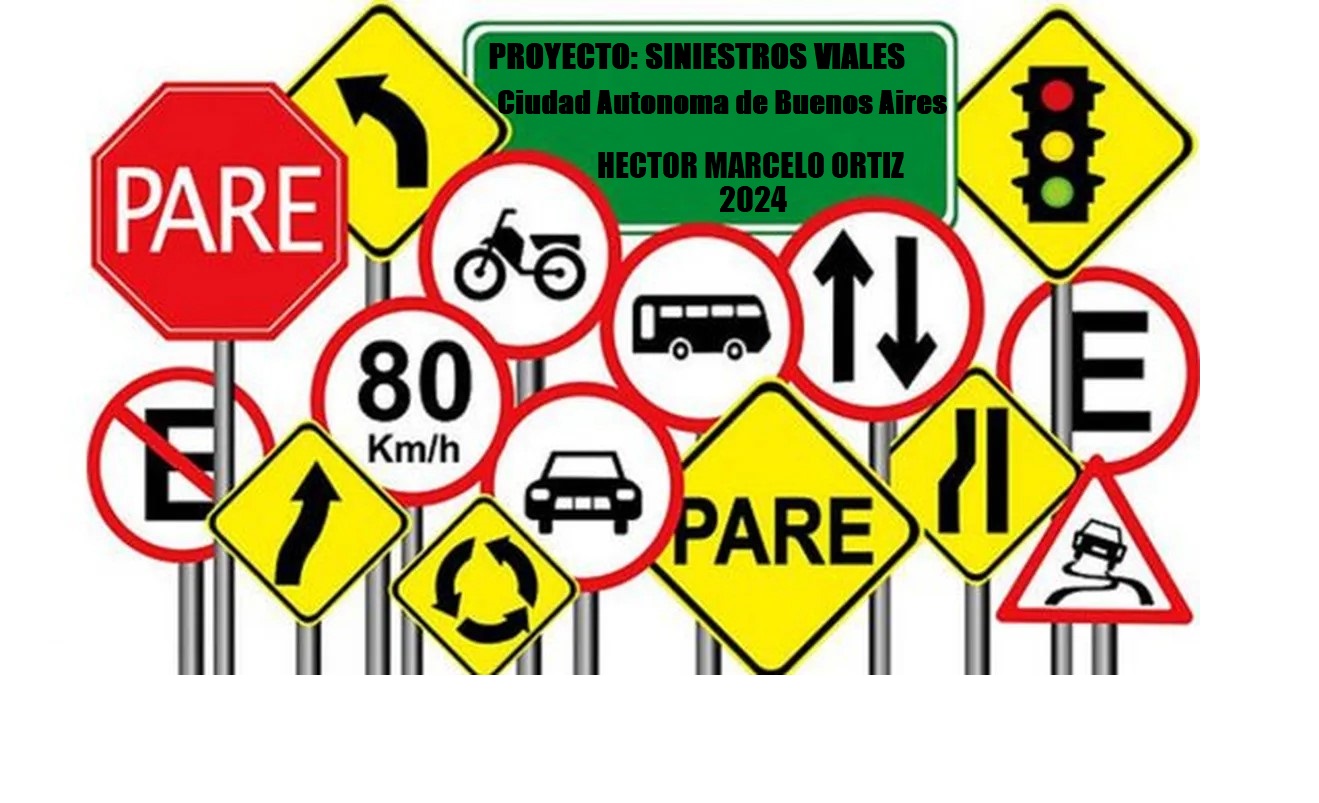 PROYECTO: SINIESTROS VIALES
Ciudad Autonoma de Buenos Aires
HECTOR MARCELO ORTIZ
2024
PARE
80
Km/h
E
E
PARE